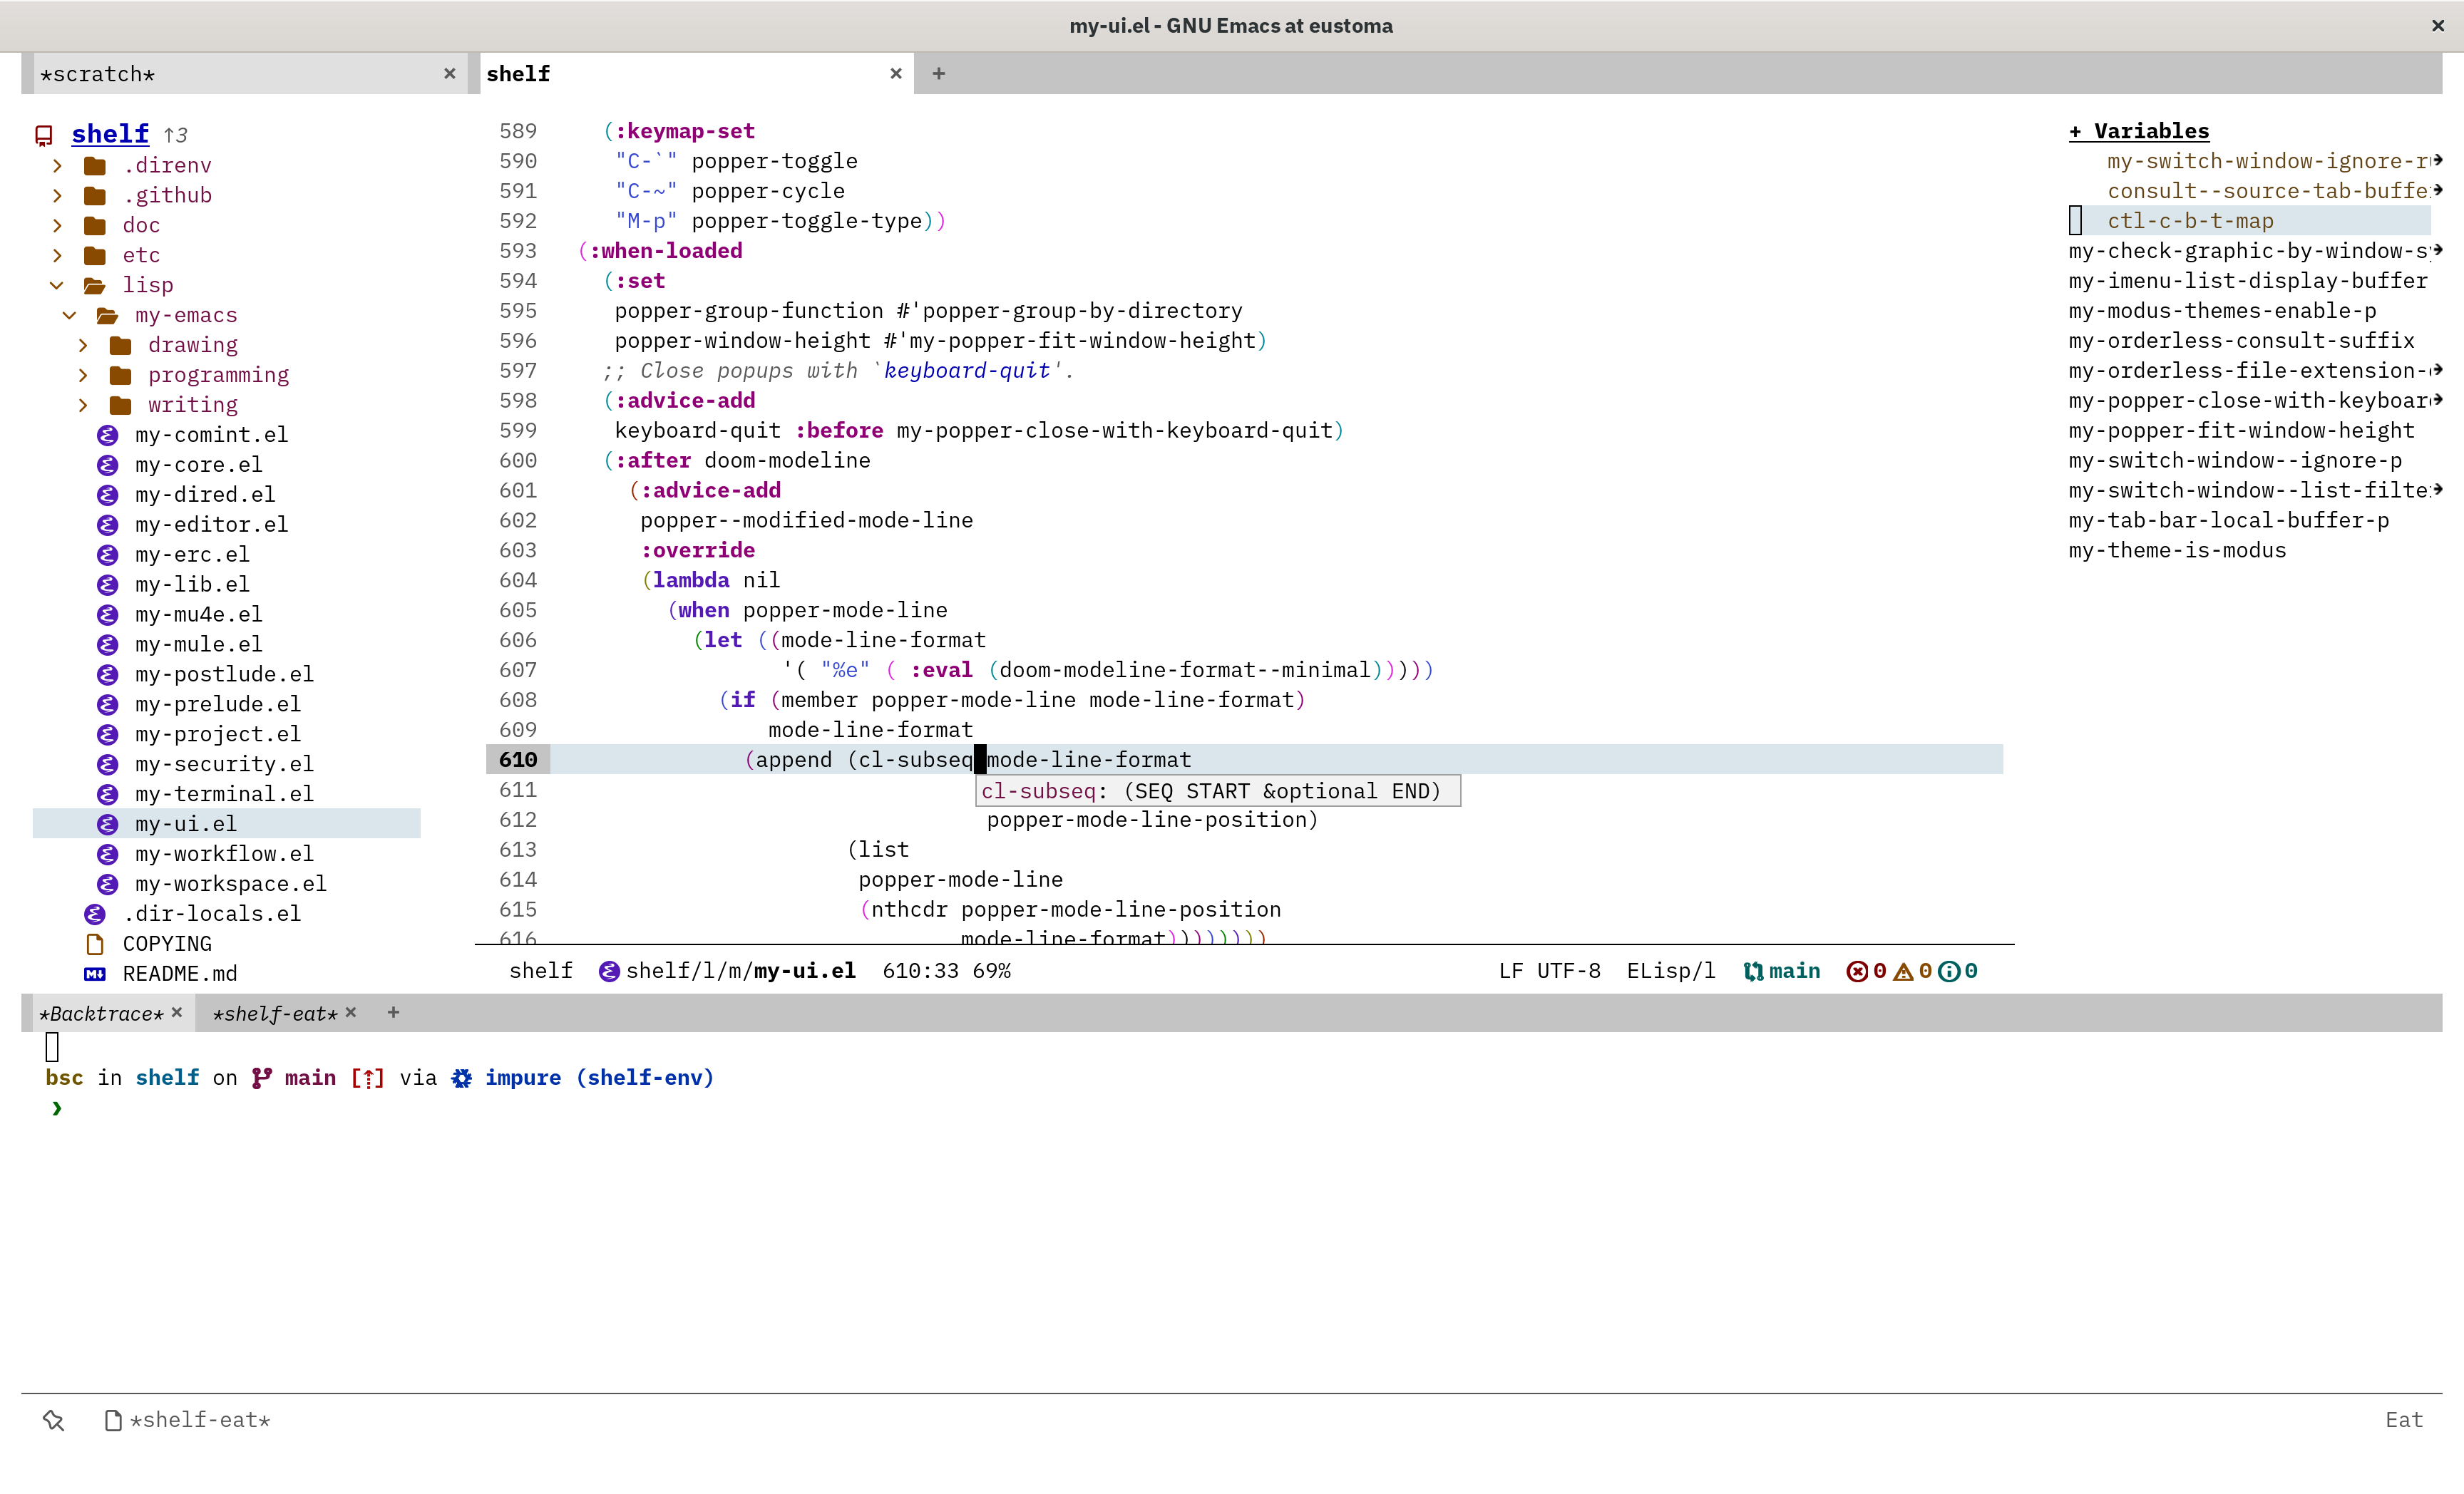 my-ui.el - GNU Emacs at eustoma ×
*scratch* × shelf × +
shelf ↑3
.direnv
.github
doc
etc
lisp
my-emacs
drawing
programming
writing
my-comint.el
my-core.el
my-dired.el
my-editor.el
my-erc.el
my-lib.el
my-mu4e.el
my-mule.el
my-postlude.el
my-prelude.el
my-project.el
my-security.el
my-terminal.el
my-ui.el
my-workflow.el
my-workspace.el
.dir-locals.el
COPYING
README.md
589 (:keymap-set
590 "C-`" popper-toggle
591 "C-~" popper-cycle
592 "M-p" popper-toggle-type))
593 (:when-loaded
594 (:set
595 popper-group-function #'popper-group-by-directory
596 popper-window-height #'my-popper-fit-window-height)
597 ;; Close popups with `keyboard-quit'.
598 (:advice-add
599 keyboard-quit :before my-popper-close-with-keyboard-quit)
600 (:after doom-modeline
601 (:advice-add
602 popper--modified-mode-line
603 :override
604 (lambda nil
605 (when popper-mode-line
606 (let ((mode-line-format
607 '( "%e" ( :eval (doom-modeline-format--minimal)))))
608 (if (member popper-mode-line mode-line-format)
609 mode-line-format
610 (append (cl-subseq mode-line-format
611 cl-subseq: (SEQ START &optional END)
612 popper-mode-line-position)
613 (list
614 popper-mode-line
615 (nthcdr popper-mode-line-position
616 mode-line-format))))))))
shelf shelf/l/m/my-ui.el 610:33 69% LF UTF-8 ELisp/l main 0 0 0
+ Variables
my-switch-window-ignore-r
consult--source-tab-buffe
ctl-c-b-t-map
my-check-graphic-by-window-s
my-imenu-list-display-buffer
my-modus-themes-enable-p
my-orderless-consult-suffix
my-orderless-file-extension-
my-popper-close-with-keyboar
my-popper-fit-window-height
my-switch-window--ignore-p
my-switch-window--list-filte
my-tab-bar-local-buffer-p
my-theme-is-modus
*Backtrace* × *shelf-eat* × +
bsc in shelf on main [⇡] via impure (shelf-env)
❯
*shelf-eat* Eat